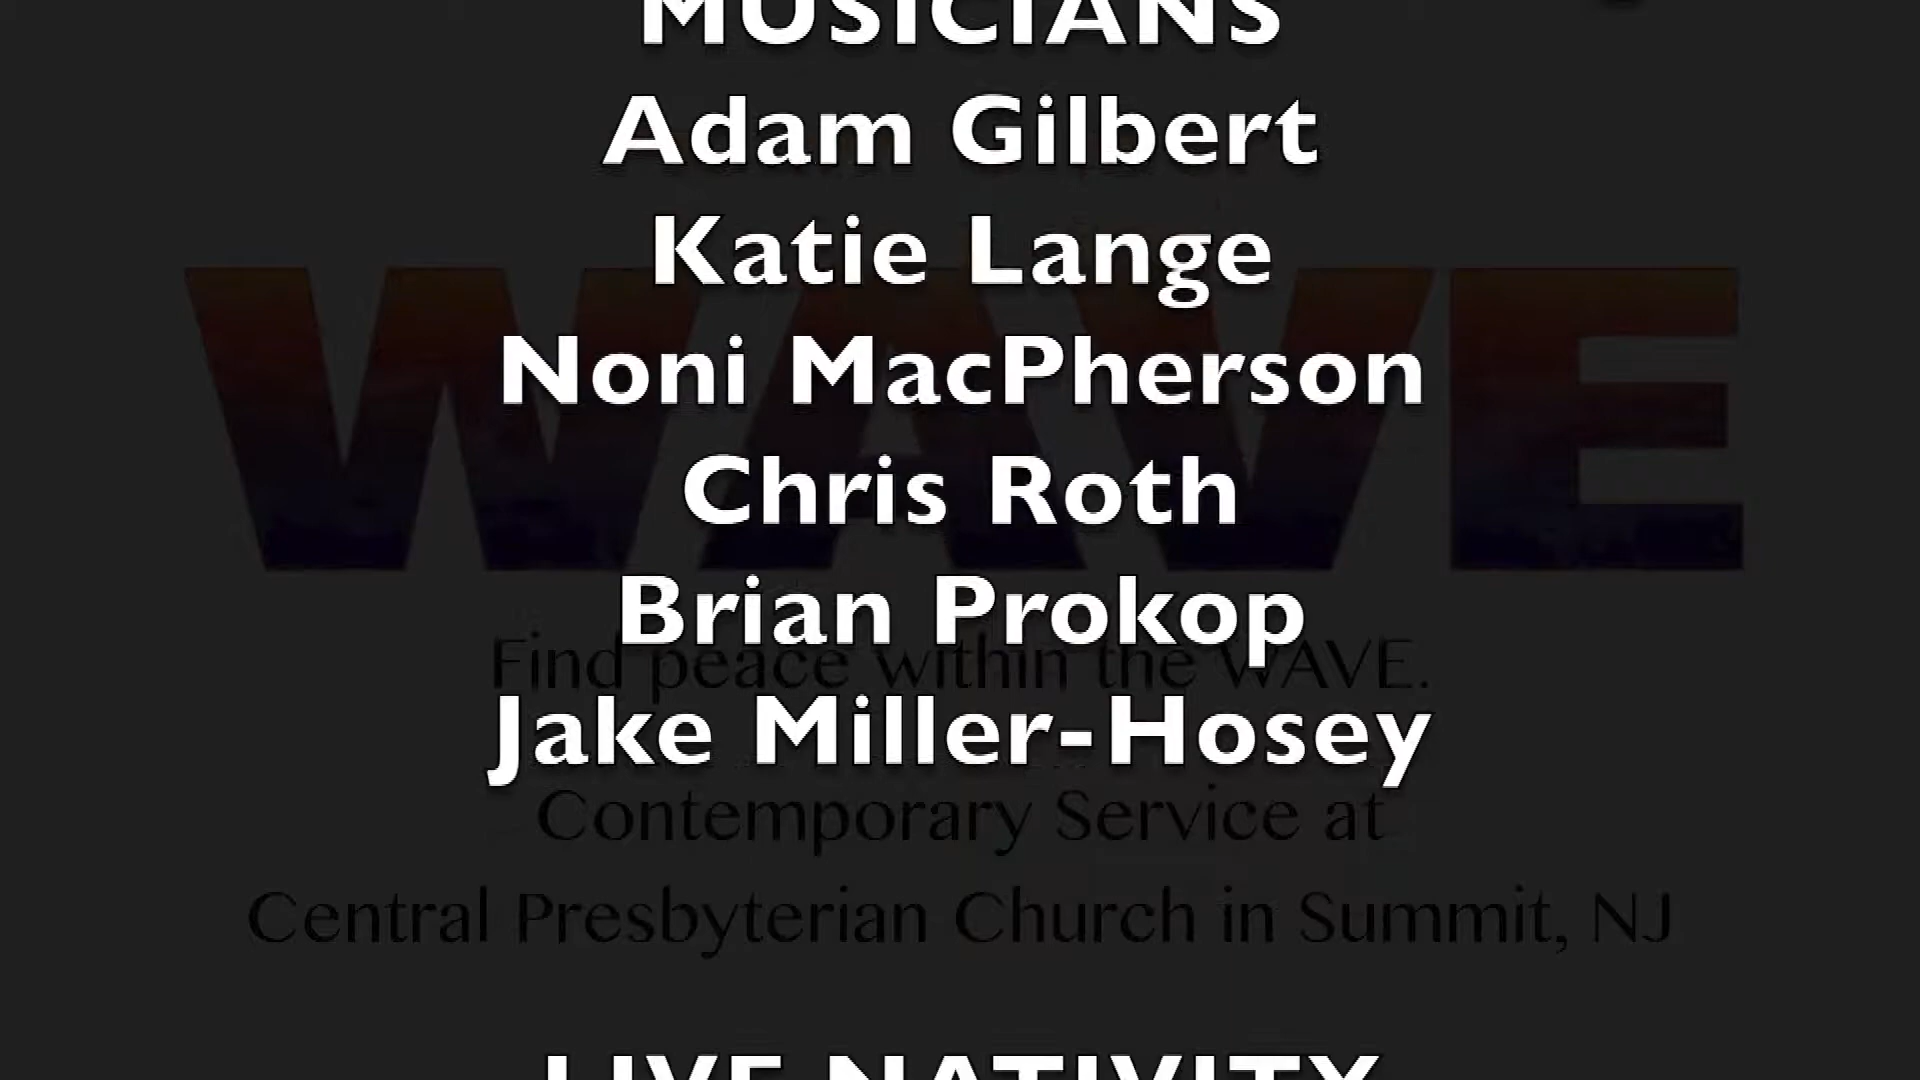 MUSICIANS
Adam Gilbert
Katie Lange
WAVE
Noni MacPherson
Chris Roth
Brian Prokop
Find peace within the WAVE.
Jake Miller-Hosey
Contemporary Service at
Central Presbyterian Church in Summit, NJ
LIVE NATIVITY